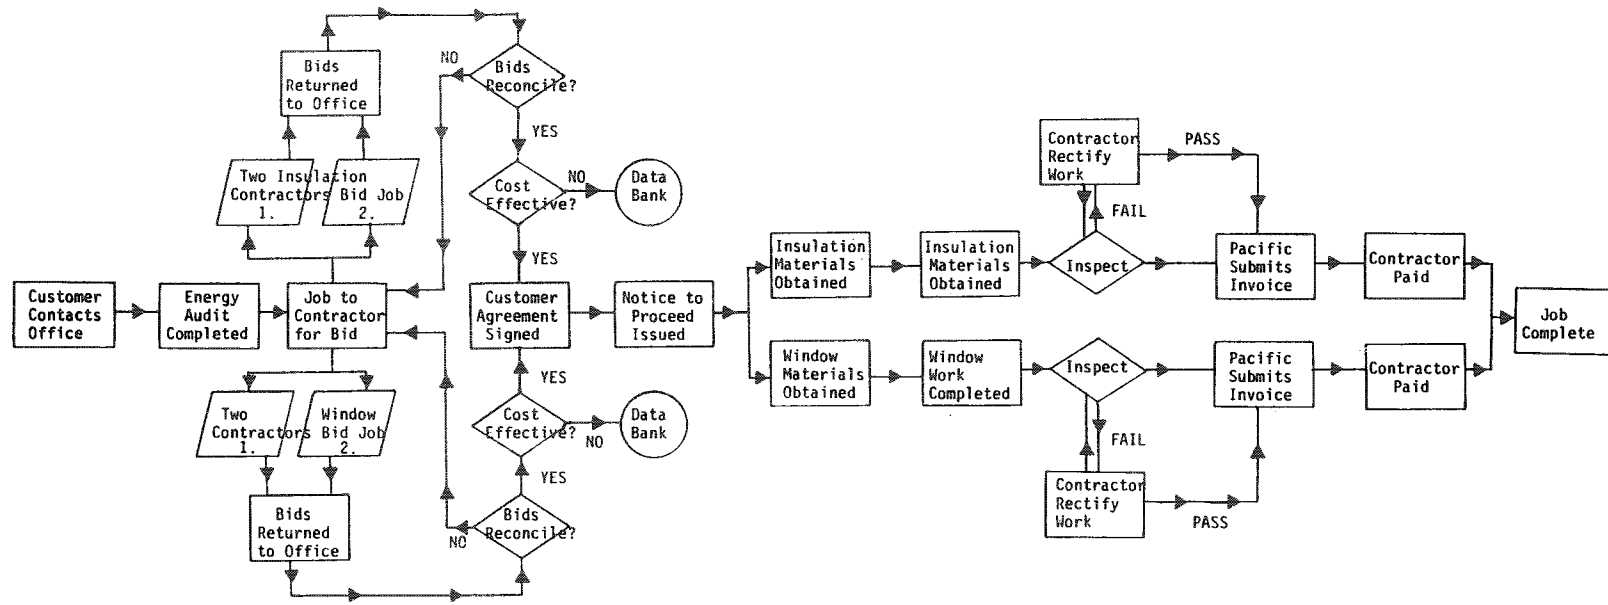 Bids
Returned
to Office
NO
Bids
Reconcile?
YES
Two Insulation
Contractors Bid Job
1. 2.
Cost
Effective?
NO
Data
Bank
YES
Customer
Contacts
Office
Energy
Audit
Completed
Job to
Contractor
for Bid
Customer
Agreement
Signed
Notice to
Proceed
Issued
Two Window
Contractors Bid Job
1. 2.
YES
Cost
Effective?
NO
Data
Bank
YES
Bids
Returned
to Office
Bids
Reconcile?
NO
Contractor
Rectify
Work
PASS
FAIL
Insulation
Materials
Obtained
Insulation
Materials
Obtained
Inspect
Pacific
Submits
Invoice
Contractor
Paid
Job
Complete
Window
Materials
Obtained
Window
Work
Completed
Inspect
Pacific
Submits
Invoice
Contractor
Paid
FAIL
Contractor
Rectify
Work
PASS